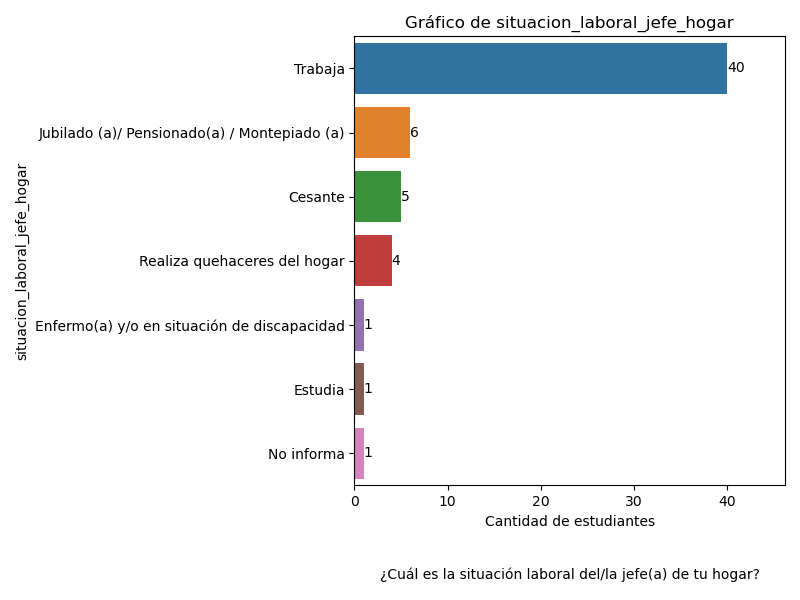 Gráfico de situacion_laboral_jefe_hogar
situacion_laboral_jefe_hogar
Trabaja
40
Jubilado (a)/ Pensionado(a) / Montepiado (a)
6
Cesante
5
Realiza quehaceres del hogar
4
Enfermo(a) y/o en situación de discapacidad
1
Estudia
1
No informa
1
0 10 20 30 40
Cantidad de estudiantes
¿Cuál es la situación laboral del/la jefe(a) de tu hogar?